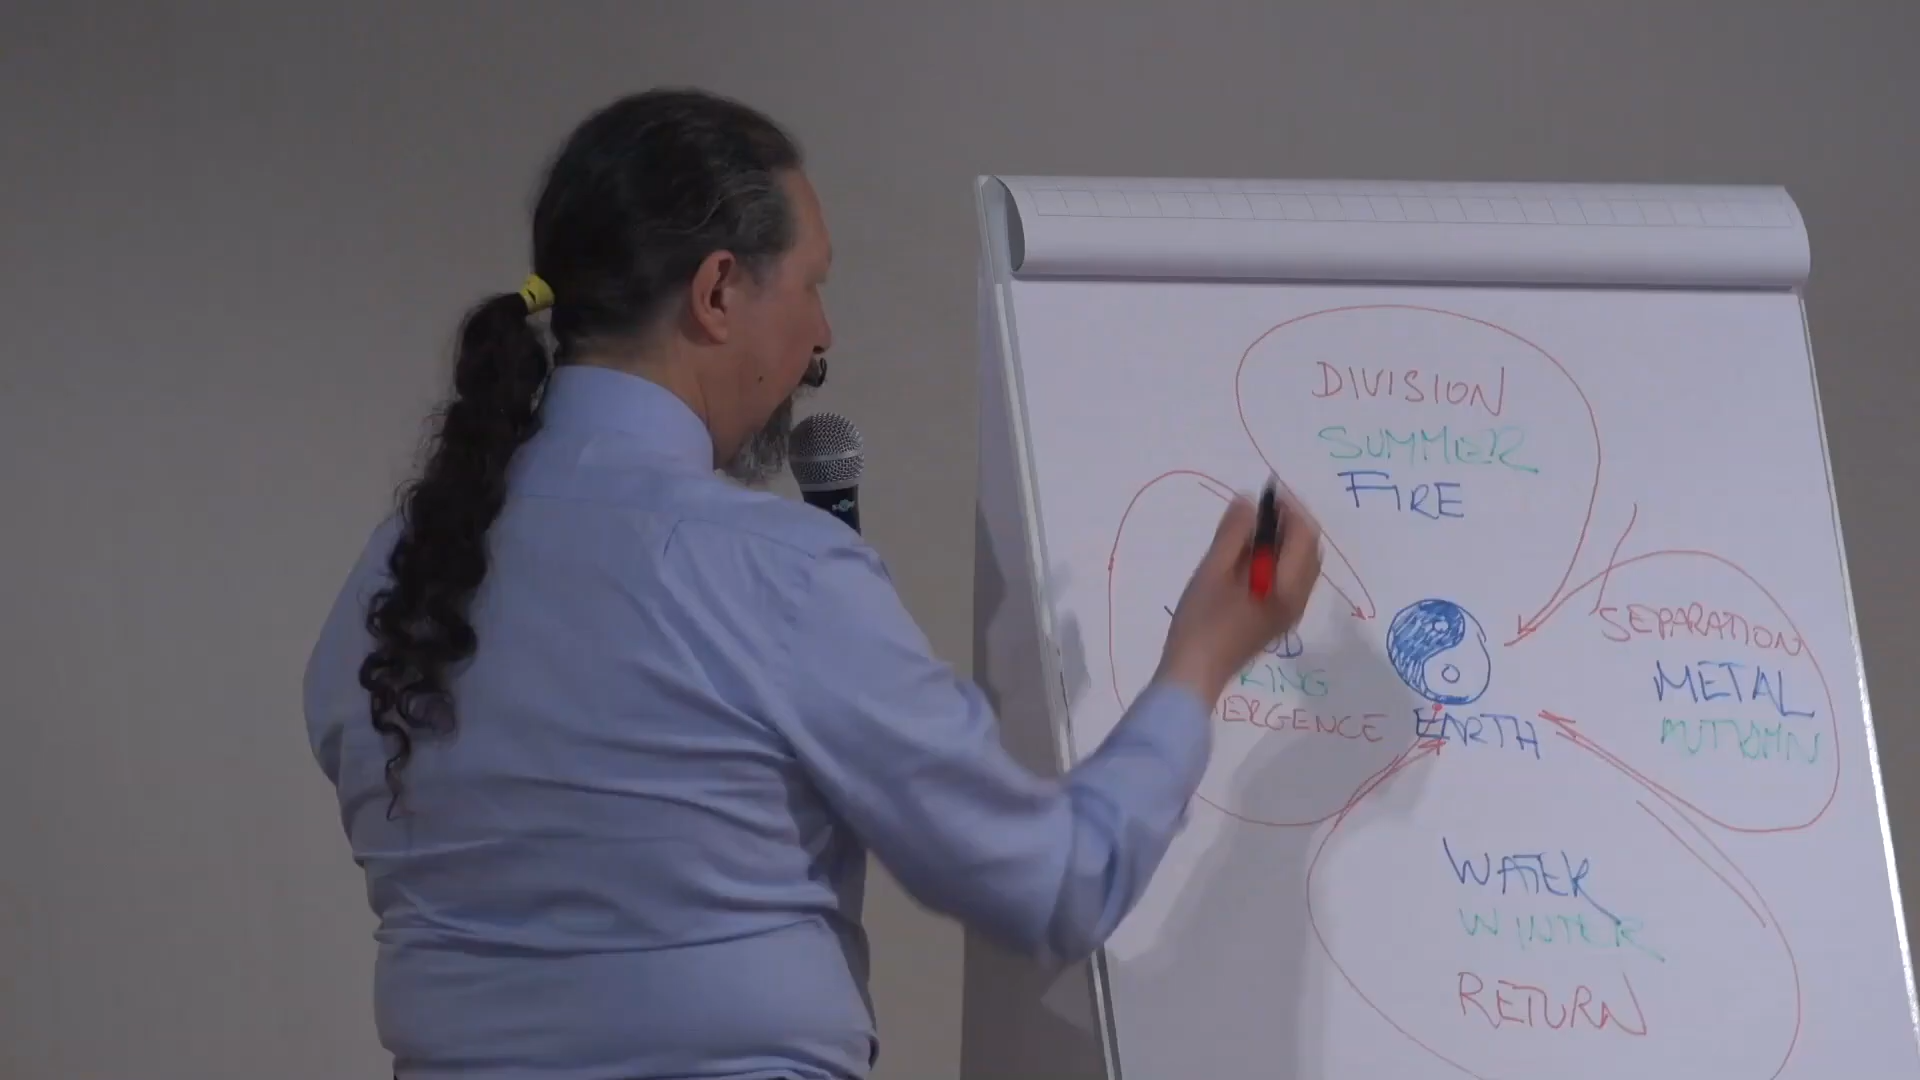 DIVISION
SUMMER
FIRE
SEPARATION
METAL
AUTUMN
EARTH
WATER
WINTER
RETURN